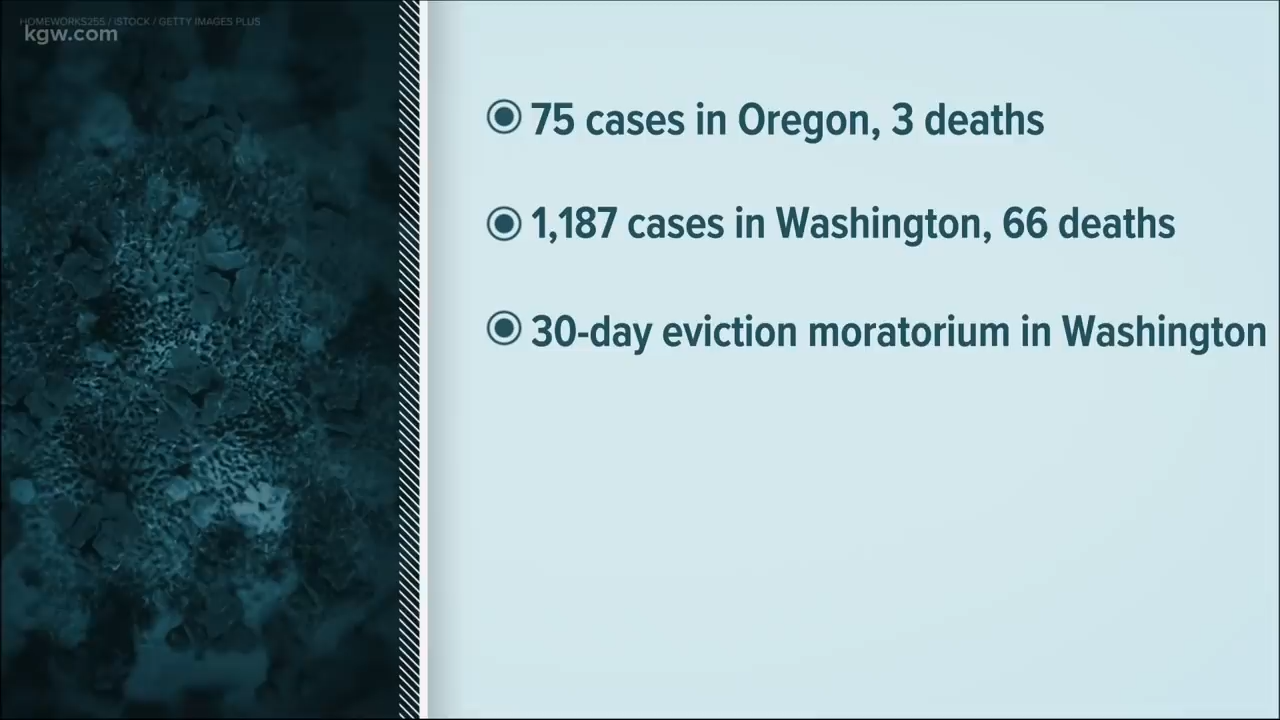 HOMEWORKS255 / ISTOCK / GETTY IMAGES PLUS
kgw.com
75 cases in Oregon, 3 deaths
1,187 cases in Washington, 66 deaths
30-day eviction moratorium in Washington